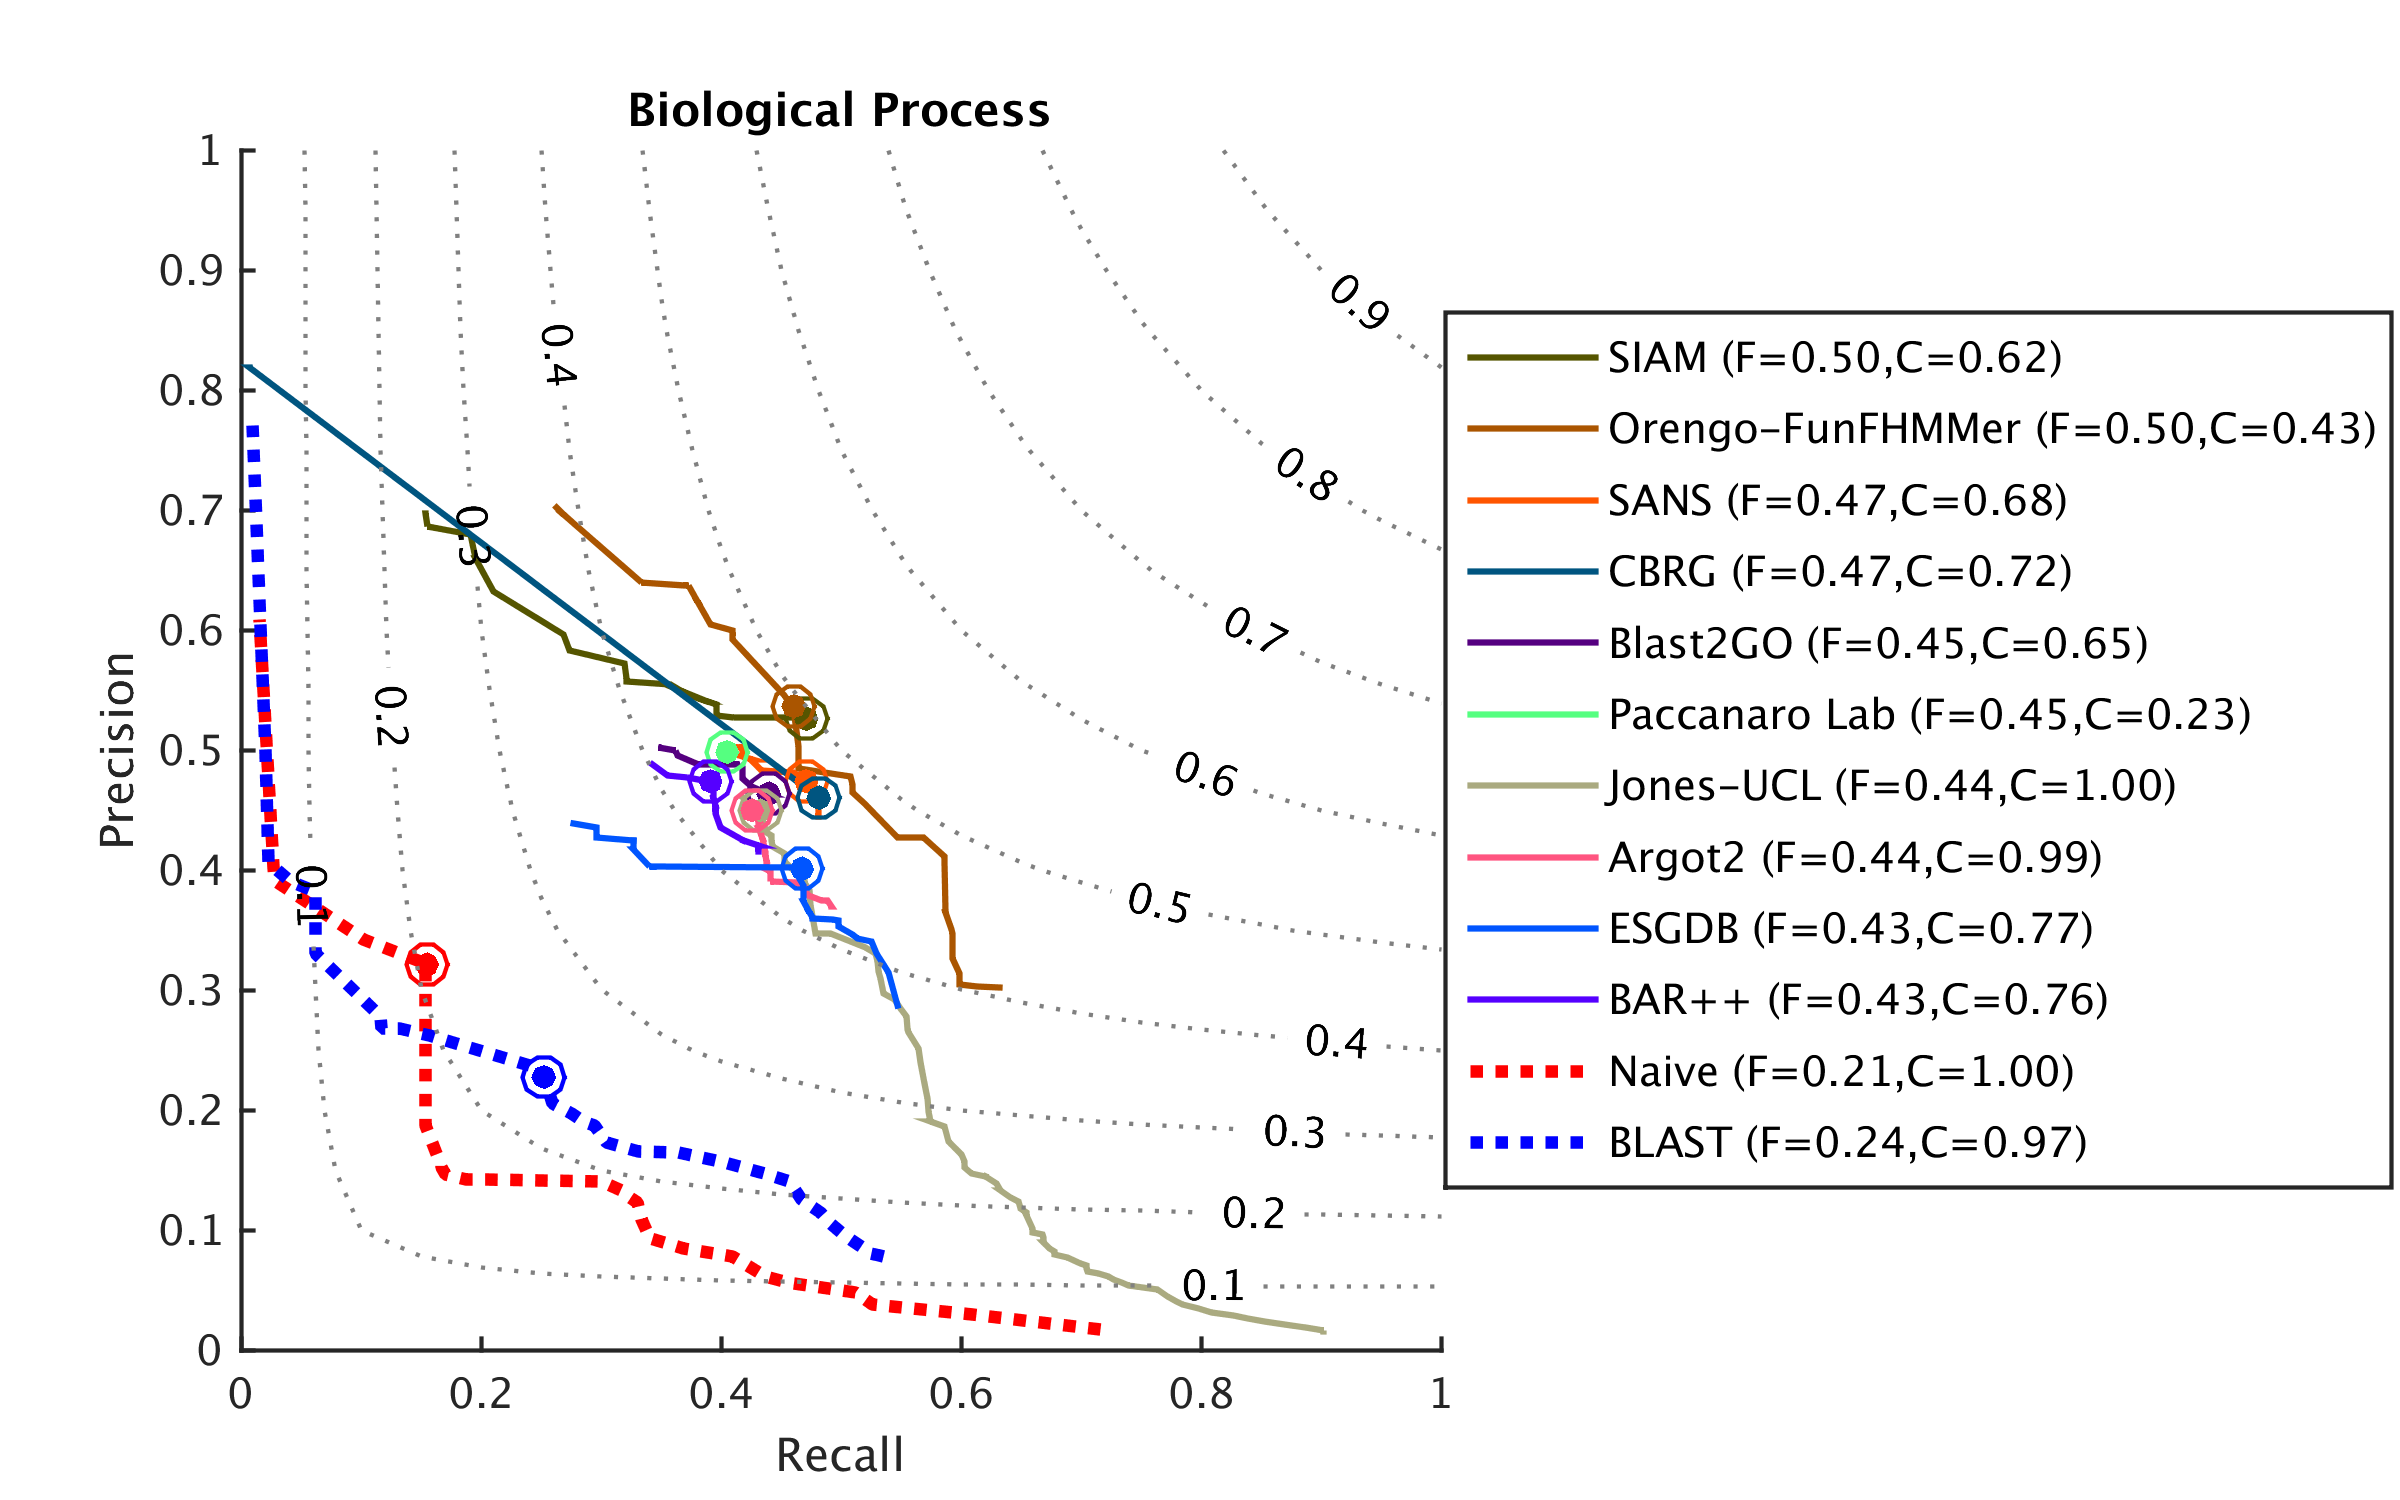 Biological Process
1
0.9
0.8
0.7
0.6
0.5
0.4
0.3
0.2
0.1
0
Precision
0
0.2
0.4
0.6
0.8
1
Recall
0.1
0.2
0.3
0.4
0.9
0.8
0.7
0.6
0.5
0.4
0.3
0.2
0.1
SIAM (F=0.50,C=0.62)
Orengo-FunFHMMer (F=0.50,C=0.43)
SANS (F=0.47,C=0.68)
CBRG (F=0.47,C=0.72)
Blast2GO (F=0.45,C=0.65)
Paccanaro Lab (F=0.45,C=0.23)
Jones-UCL (F=0.44,C=1.00)
Argot2 (F=0.44,C=0.99)
ESGDB (F=0.43,C=0.77)
BAR++ (F=0.43,C=0.76)
Naive (F=0.21,C=1.00)
BLAST (F=0.24,C=0.97)